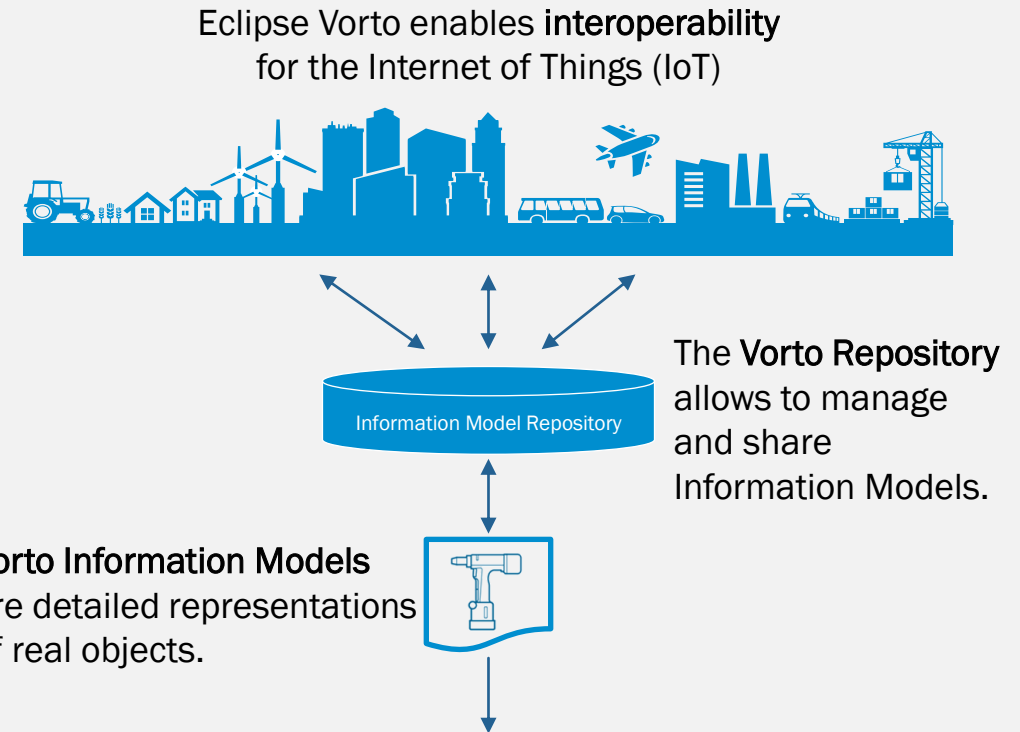 Eclipse Vorto enables interoperability
for the Internet of Things (IoT)
The Vorto Repository
allows to manage
and share
Information Models.
Information Model Repository
orto Information Models
re detailed representations
f real objects.